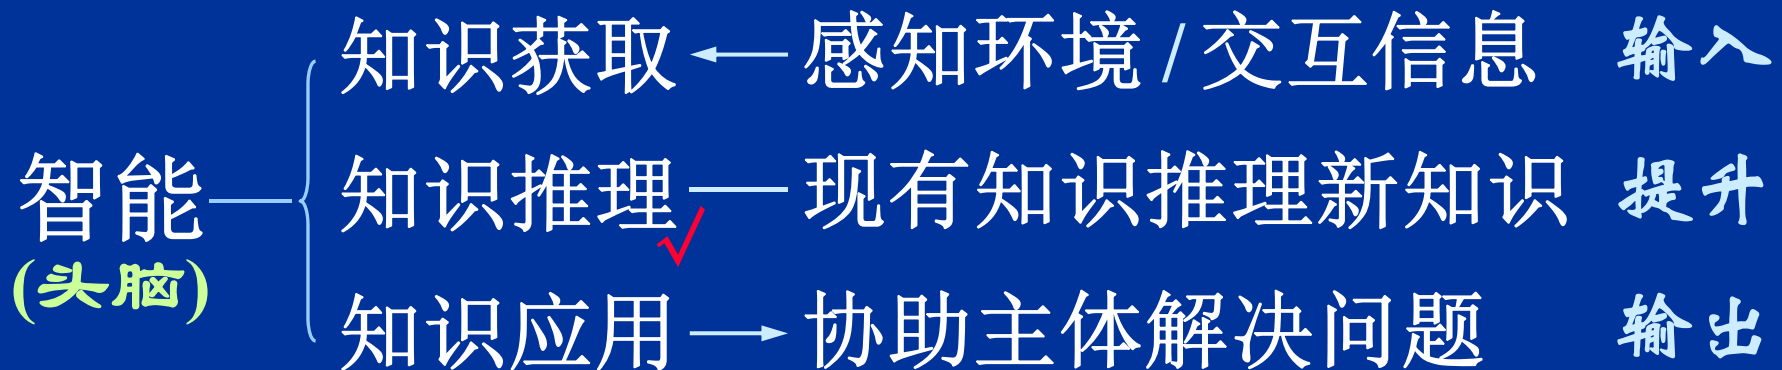 知识获取 ← 感知环境 / 交互信息 输入
智能 知识推理 — 现有知识推理新知识 提升
(头脑)
知识应用 → 协助主体解决问题 输出